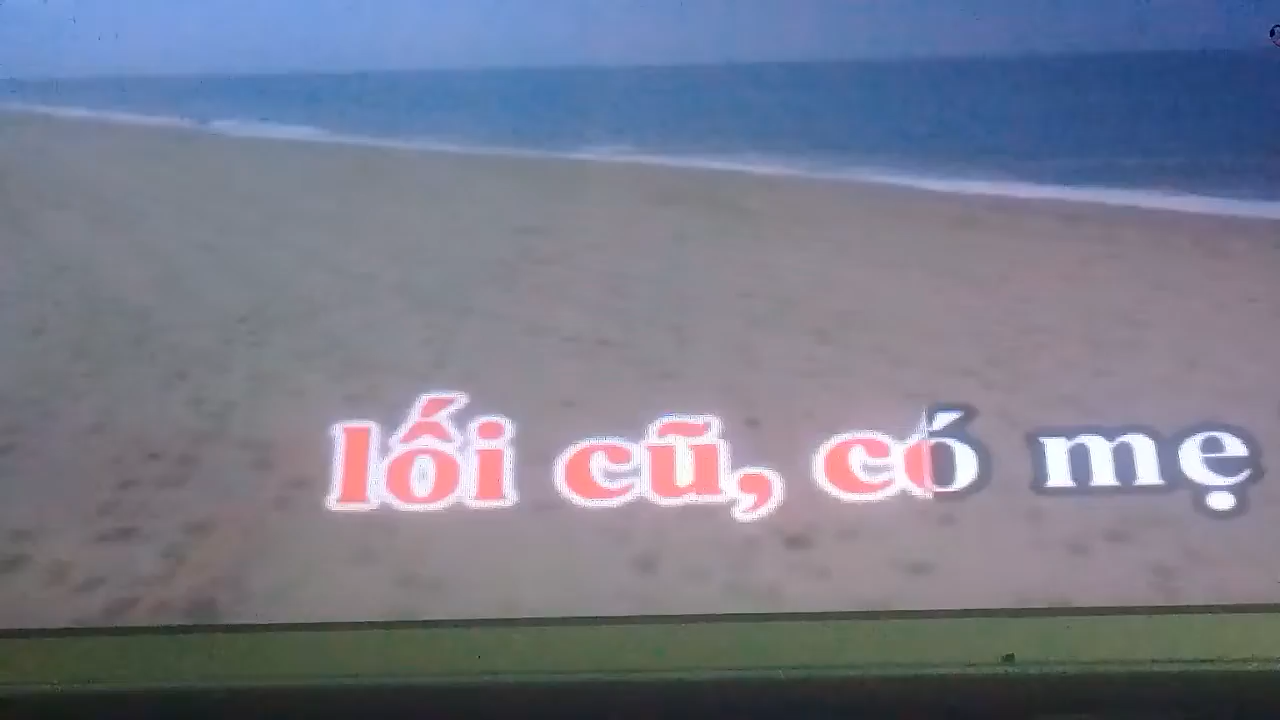 lối cũ, có mẹ